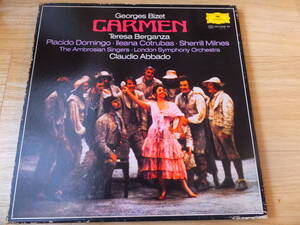 Georges Bizet
CARMEN
Teresa Berganza
Placido Domingo · Ileana Cotrubas · Sherrill Milnes
The Ambrosian Singers · London Symphony Orchestra
Claudio Abbado